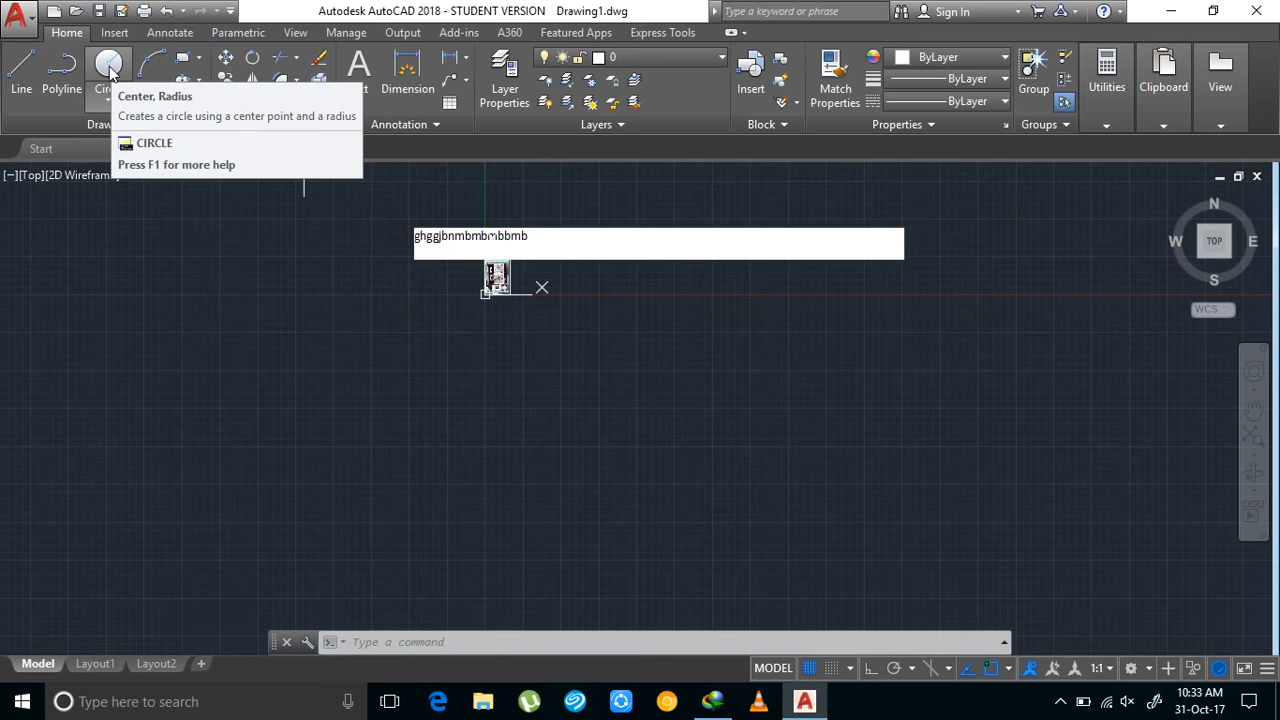 Autodesk AutoCAD 2018 - STUDENT VERSION Drawing1.dwg
Type a keyword or phrase
Sign In
Home Insert Annotate Parametric View Manage Output Add-ins A360 Featured Apps Express Tools
Line Polyline Dimension Layer Properties 0 Insert Match Properties ByLayer ByLayer ByLayer Group Utilities Clipboard View
Annotation Layers Block Properties Groups
Center, Radius
Creates a circle using a center point and a radius
CIRCLE
Press F1 for more help
Start
[−][Top][2D Wireframe
N
W TOP E
S
WCS
Type a command
Model Layout1 Layout2 +
MODEL 1:1
Type here to search
10:33 AM
31-Oct-17